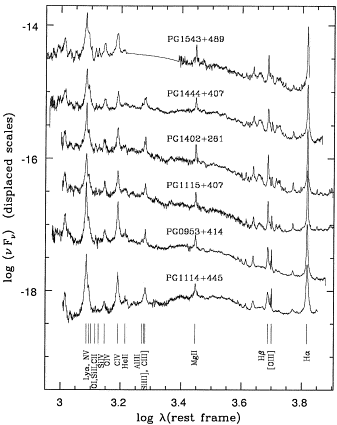 -14
PG1543+489
PG1444+407
-16
PG1402+261
PG1115+407
PG0953+414
PG1114+445
-18
log (ν Fν) (displaced scales)
Lyα, NV
OI,SiII,CII
SiIV
OIV
CIV
HeII
AlIII
SiIII], CIII]
MgII
Hβ
[OIII]
Hα
3 3.2 3.4 3.6 3.8
log λ(rest frame)